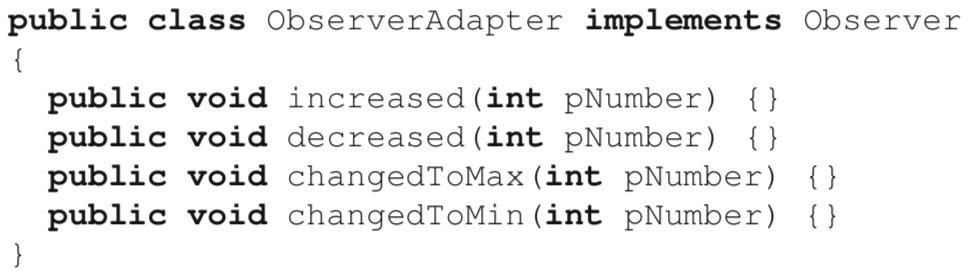 public class ObserverAdapter implements Observer
{
  public void increased(int pNumber) {}
  public void decreased(int pNumber) {}
  public void changedToMax(int pNumber) {}
  public void changedToMin(int pNumber) {}
}